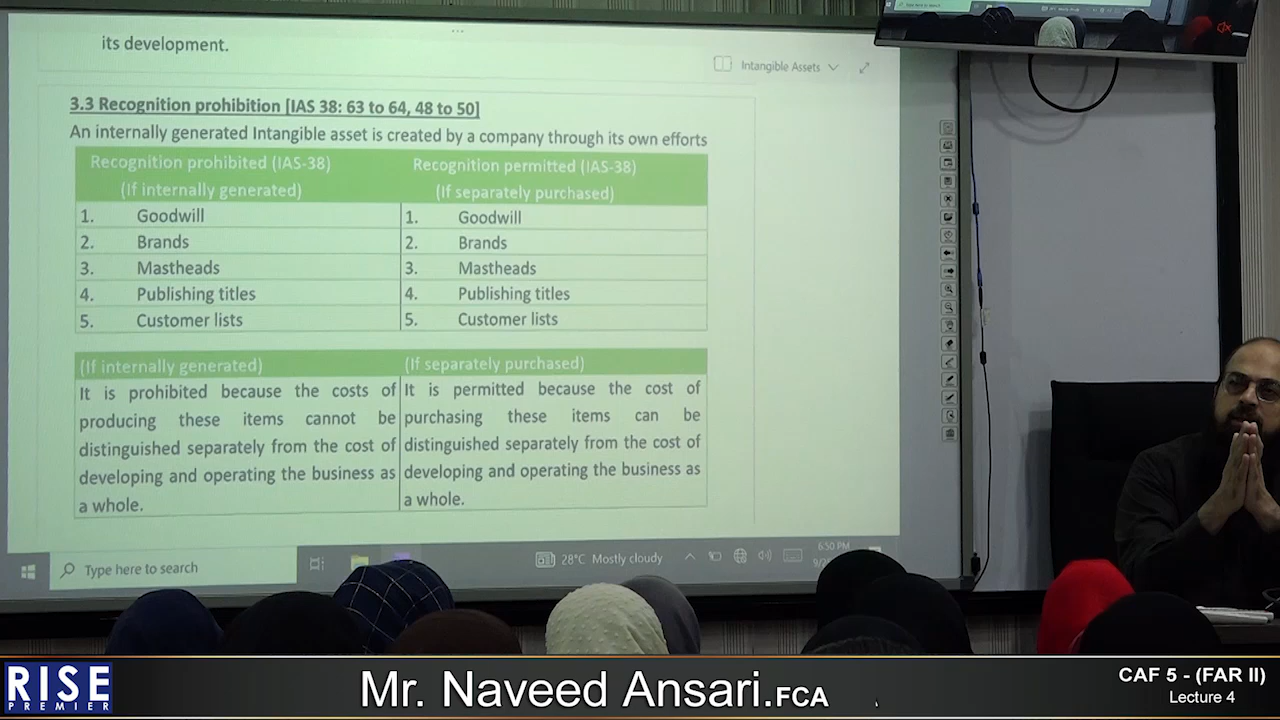 its development.
Intangible Assets
3.3 Recognition prohibition [IAS 38: 63 to 64, 48 to 50]
An internally generated Intangible asset is created by a company through its own efforts
Recognition prohibited (IAS-38)
(If internally generated)
Recognition permitted (IAS-38)
(If separately purchased)
1. Goodwill
1. Goodwill
2. Brands
2. Brands
3. Mastheads
3. Mastheads
4. Publishing titles
4. Publishing titles
5. Customer lists
5. Customer lists
(If internally generated)
(If separately purchased)
It is prohibited because the costs of
producing these items cannot be
distinguished separately from the cost of
developing and operating the business as
a whole.
It is permitted because the cost of
purchasing these items can be
distinguished separately from the cost of
developing and operating the business as
a whole.
Type here to search
28°C Mostly cloudy
6:50 PM
RISE
PREMIER
Mr. Naveed Ansari.FCA
CAF 5 - (FAR II)
Lecture 4